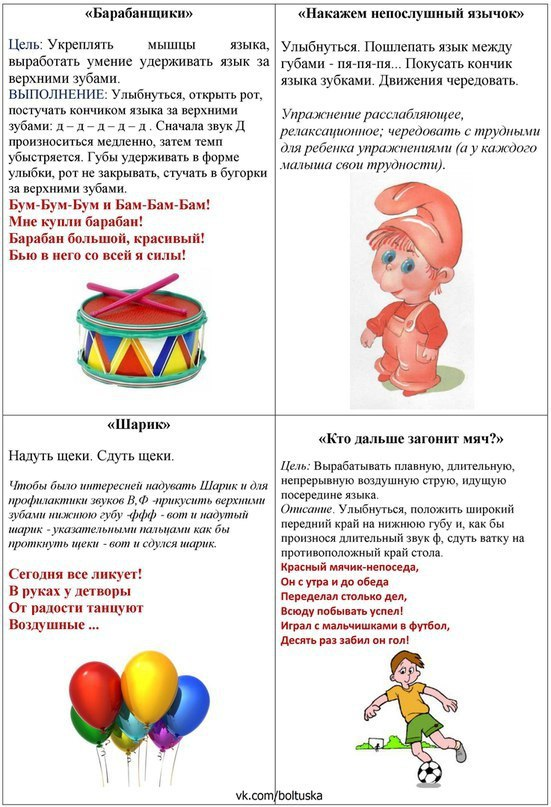 «Барабанщики»
Цель: Укреплять мышцы языка,
выработать умение удерживать язык за
верхними зубами.
ВЫПОЛНЕНИЕ: Улыбнуться, открыть рот,
постучать кончиком языка за верхними
зубами: д – д – д – д – д . Сначала звук Д
произноситься медленно, затем темп
убыстряется. Губы удерживать в форме
улыбки, рот не закрывать, стучать в бугорки
за верхними зубами.
Бум-Бум-Бум и Бам-Бам-Бам!
Мне купли барабан!
Барабан большой, красивый!
Бью в него со всей я силы!
«Накажем непослушный язычок»
Улыбнуться. Пошлепать язык между
губами - пя-пя-пя... Покусать кончик
языка зубками. Движения чередовать.
Упражнение расслабляющее,
релаксационное; чередовать с трудными
для ребенка упражнениями (а у каждого
малыша свои трудности).
«Шарик»
Надуть щеки. Сдуть щеки.
Чтобы было интересней надувать Шарик и для
профилактики звуков В,Ф -прикусить верхними
зубами нижнюю губу -ффф - вот и надутый
шарик - указательными пальцами как бы
проткнуть щеки - вот и сдулся шарик.
Сегодня все ликует!
В руках у детворы
От радости танцуют
Воздушные ...
«Кто дальше загонит мяч?»
Цель: Вырабатывать плавную, длительную,
непрерывную воздушную струю, идущую
посередине языка.
Описание. Улыбнуться, положить широкий
передний край на нижнюю губу и, как бы
произнося длительный звук ф, сдуть ватку на
противоположный край стола.
Красный мячик-непоседа,
Он с утра и до обеда
Переделал столько дел,
Всюду побывать успел!
Играл с мальчишками в футбол,
Десять раз забил он гол!
vk.com/boltuska